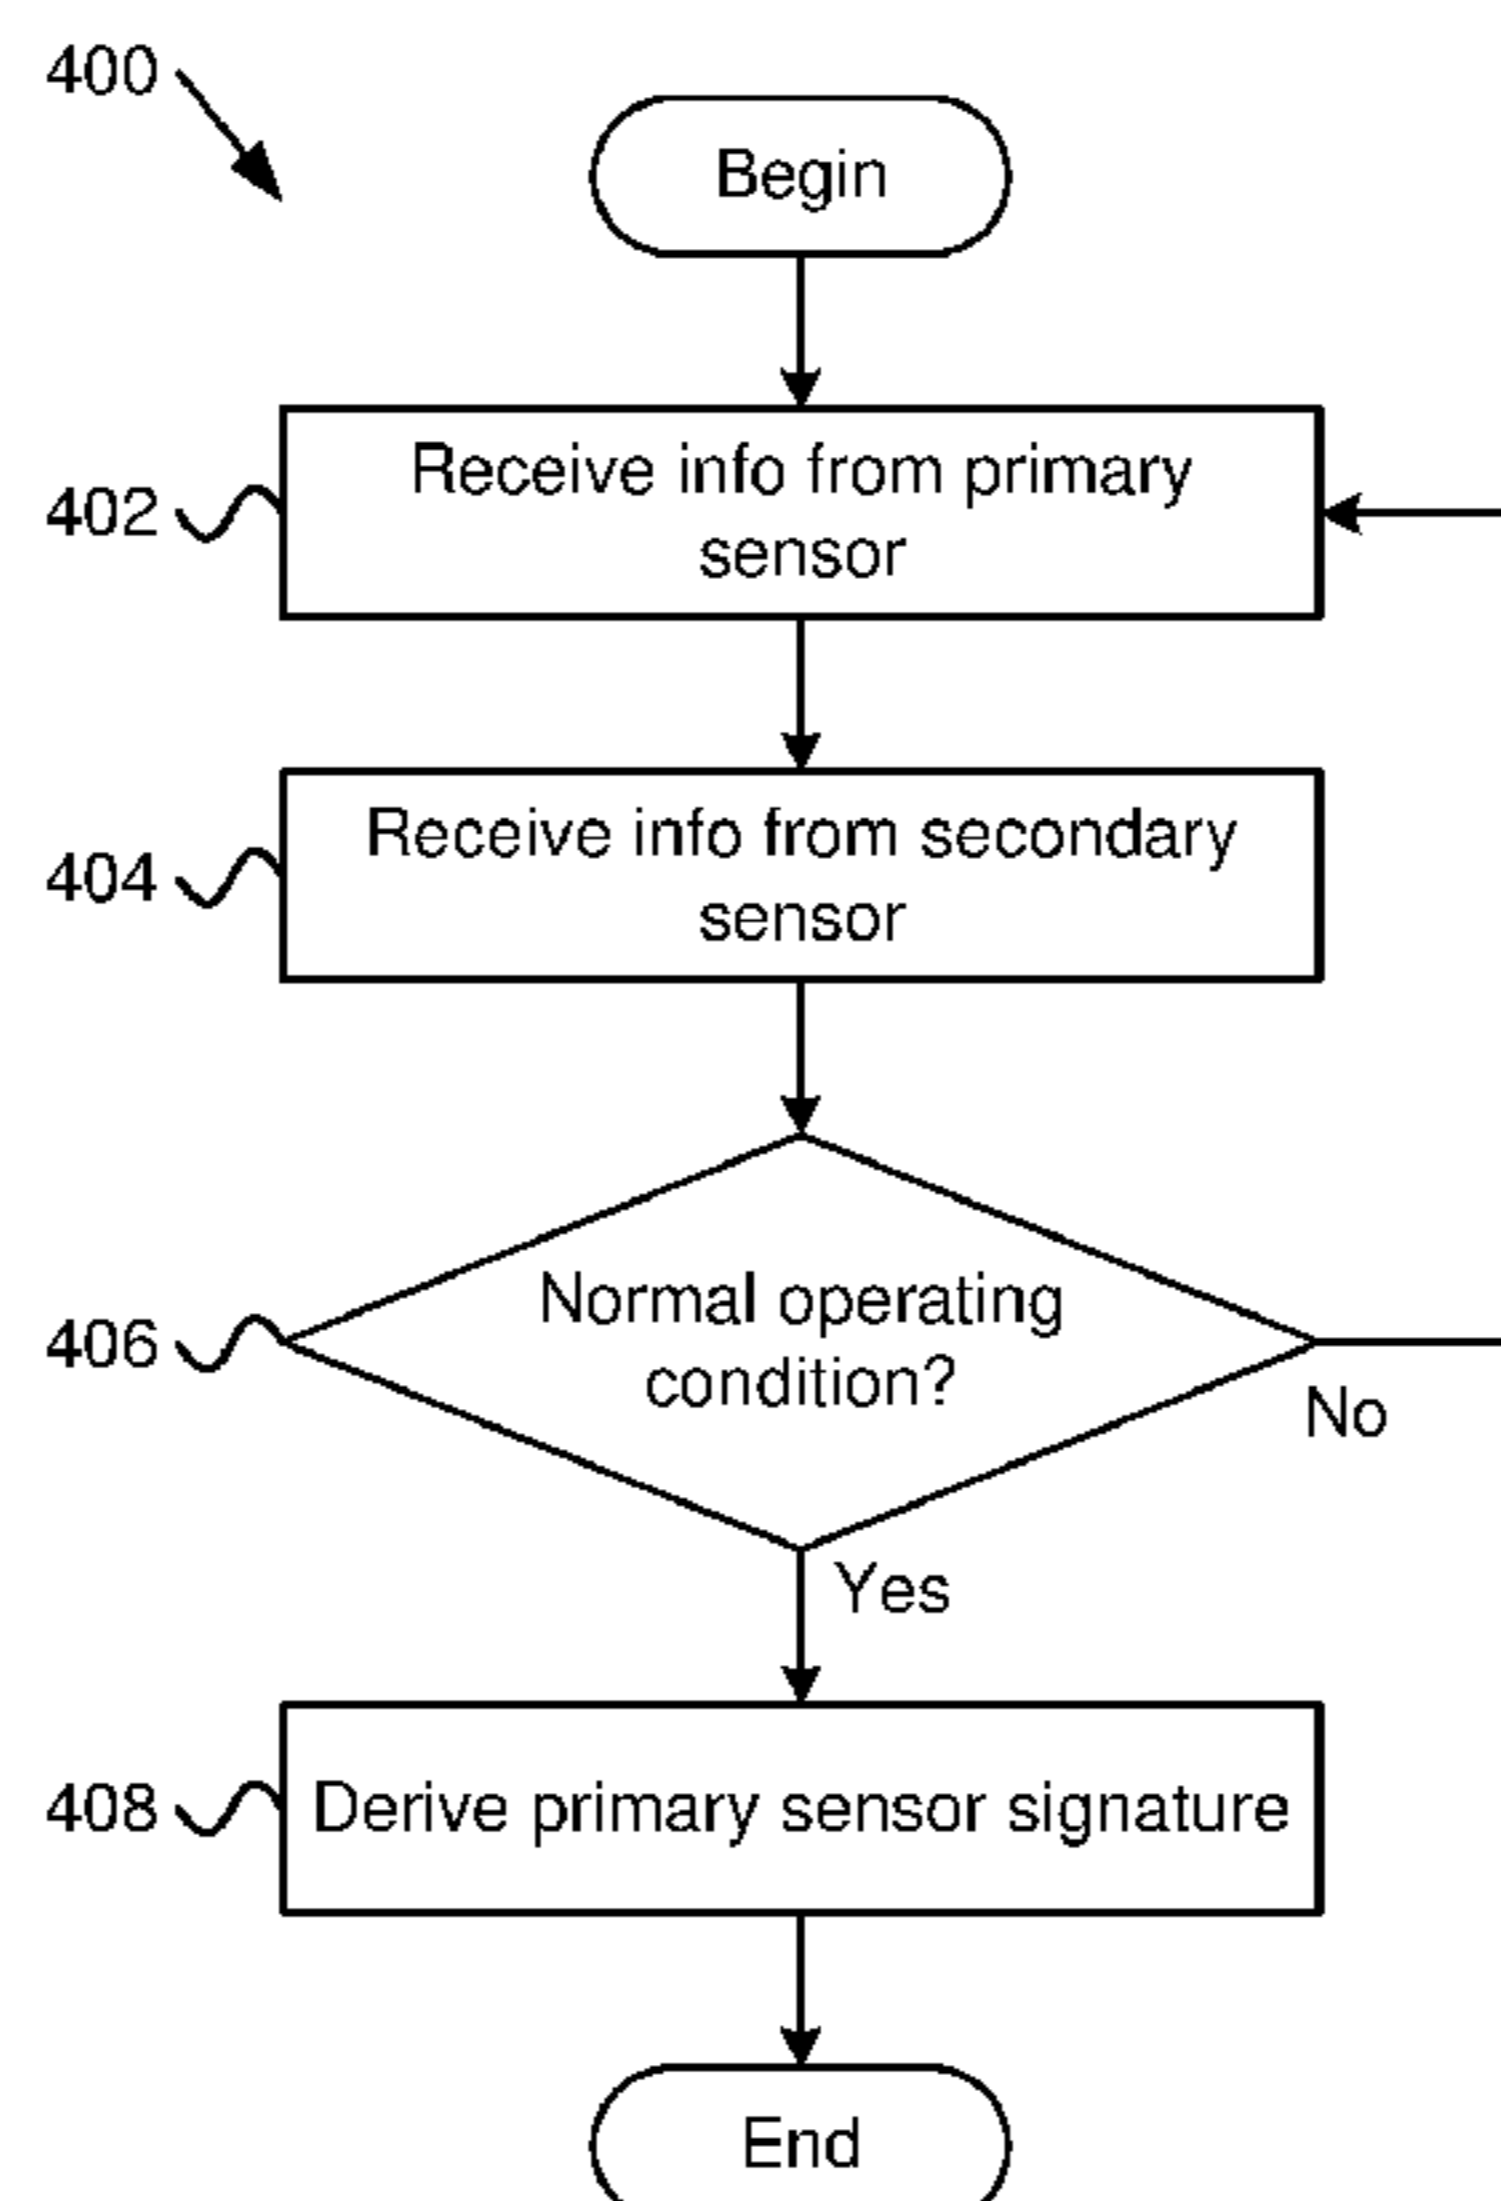 400
Begin
402
Receive info from primary
sensor
404
Receive info from secondary
sensor
406
Normal operating
condition?
No
Yes
408
Derive primary sensor signature
End